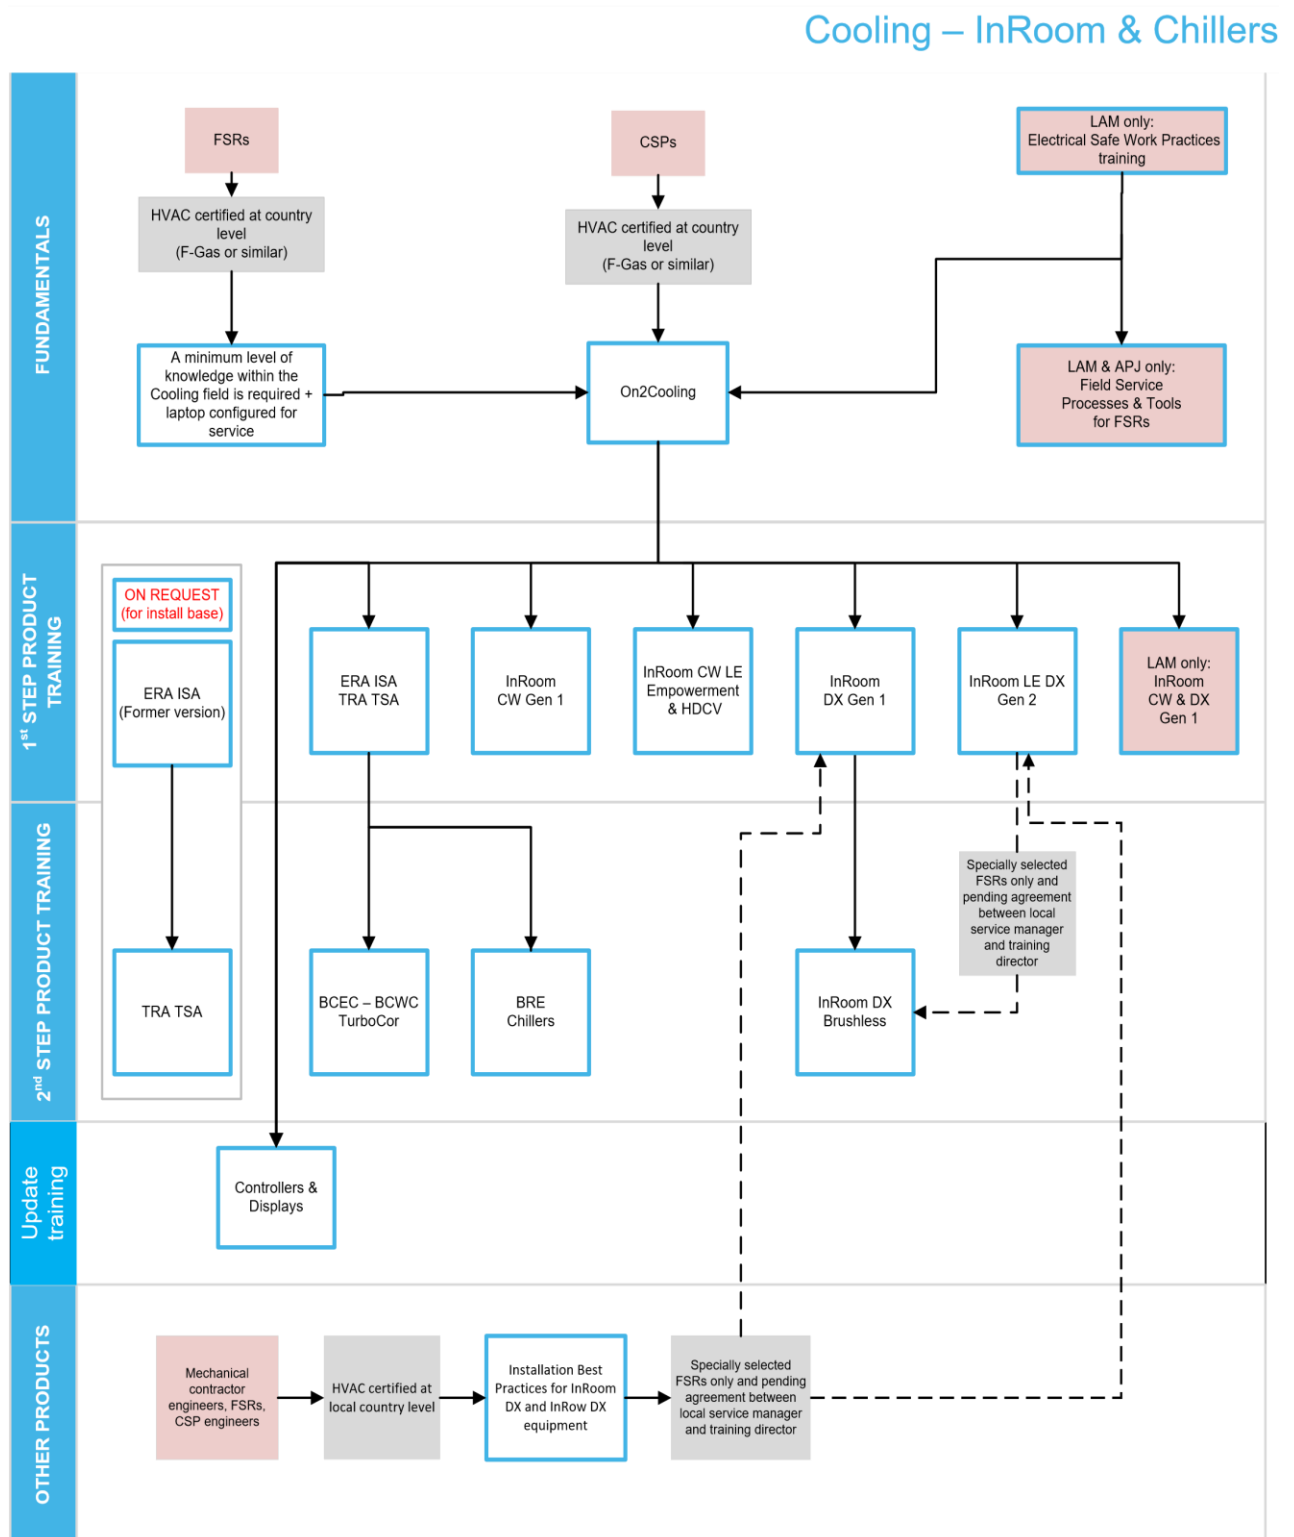 Cooling – InRoom & Chillers
FUNDAMENTALS
FSRs
CSPs
LAM only:
Electrical Safe Work Practices
training
HVAC certified at country
level
(F-Gas or similar)
HVAC certified at country
level
(F-Gas or similar)
A minimum level of
knowledge within the
Cooling field is required +
laptop configured for
service
On2Cooling
LAM & APJ only:
Field Service
Processes & Tools
for FSRs
1st STEP PRODUCT
TRAINING
ON REQUEST
(for install base)
ERA ISA
(Former version)
ERA ISA
TRA TSA
InRoom
CW Gen 1
InRoom CW LE
Empowerment
& HDCV
InRoom
DX Gen 1
InRoom LE DX
Gen 2
LAM only:
InRoom
CW & DX
Gen 1
2nd STEP PRODUCT TRAINING
Specially selected
FSRs only and
pending agreement
between local
service manager
and training
director
TRA TSA
BCEC – BCWC
TurboCor
BRE
Chillers
InRoom DX
Brushless
Update
training
Controllers &
Displays
OTHER PRODUCTS
Mechanical
contractor
engineers, FSRs,
CSP engineers
HVAC certified at
local country level
Installation Best
Practices for InRoom
DX and InRow DX
equipment
Specially selected
FSRs only and pending
agreement between
local service manager
and training director